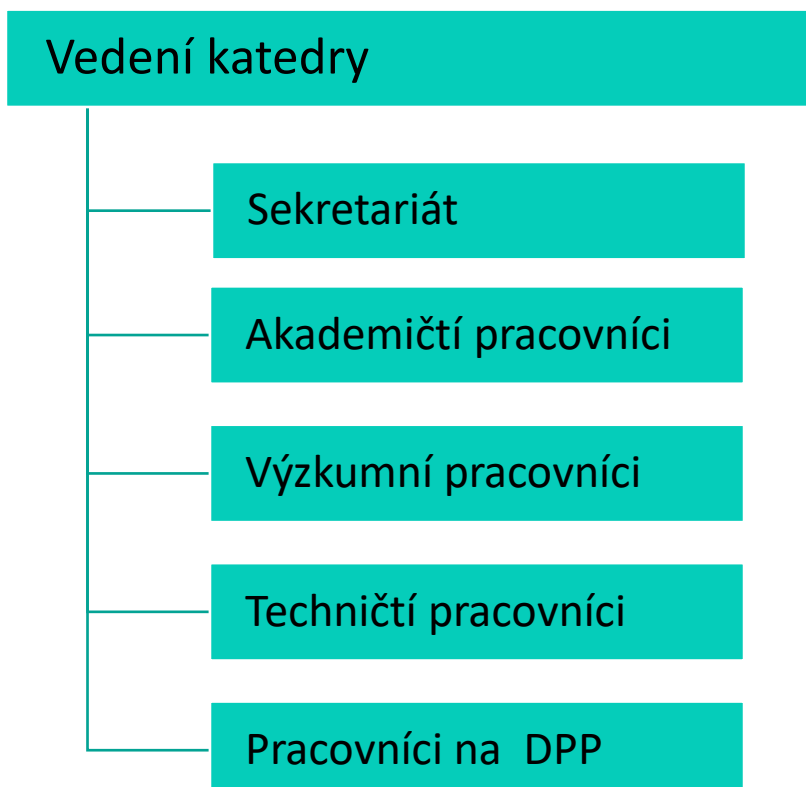 Vedení katedry
Sekretariát
Akademičtí pracovníci
Výzkumní pracovníci
Techničtí pracovníci
Pracovníci na  DPP